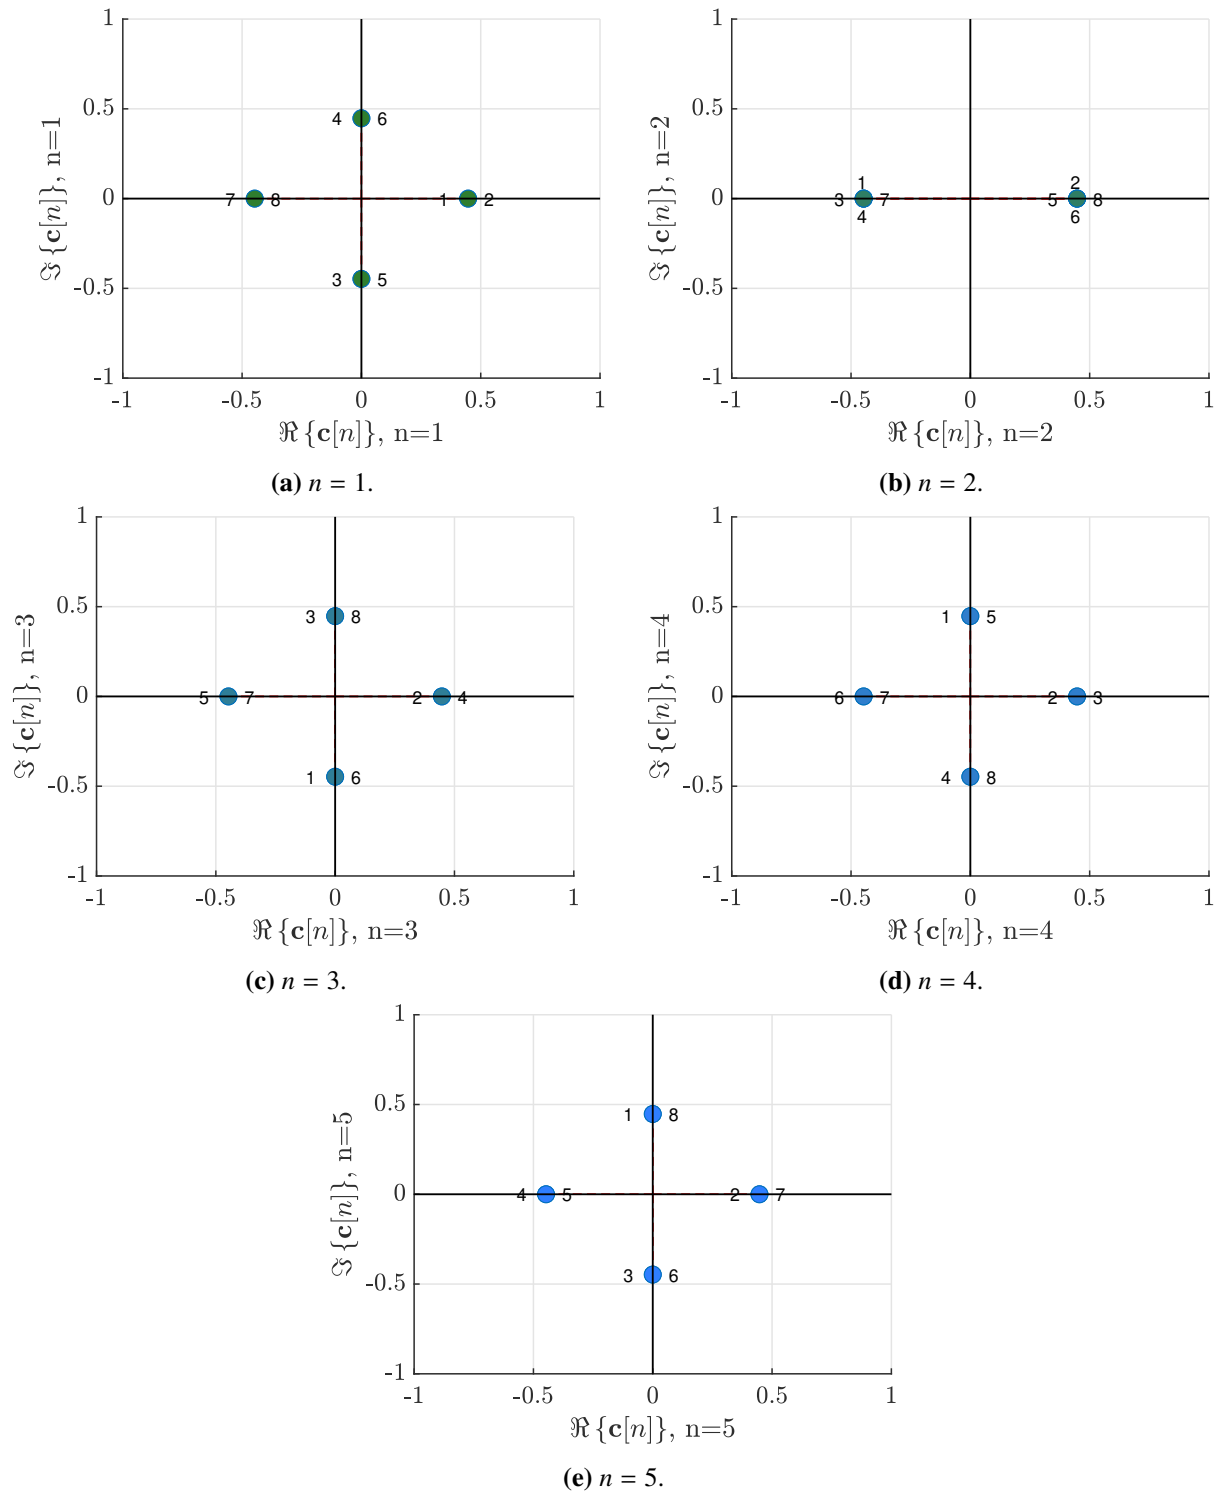 1
0.5
0
-0.5
-1
-1 -0.5 0 0.5 1
4 6
7 8 1 2
3 5
ℑ{c[n]}, n=1
ℜ{c[n]}, n=1
(a) n = 1.
1
0.5
0
-0.5
-1
-1 -0.5 0 0.5 1
1 2
3 7 5 8
4 6
ℑ{c[n]}, n=2
ℜ{c[n]}, n=2
(b) n = 2.
1
0.5
0
-0.5
-1
-1 -0.5 0 0.5 1
3 8
5 7 2 4
1 6
ℑ{c[n]}, n=3
ℜ{c[n]}, n=3
(c) n = 3.
1
0.5
0
-0.5
-1
-1 -0.5 0 0.5 1
1 5
6 7 2 3
4 8
ℑ{c[n]}, n=4
ℜ{c[n]}, n=4
(d) n = 4.
1
0.5
0
-0.5
-1
-1 -0.5 0 0.5 1
1 8
4 5 2 7
3 6
ℑ{c[n]}, n=5
ℜ{c[n]}, n=5
(e) n = 5.